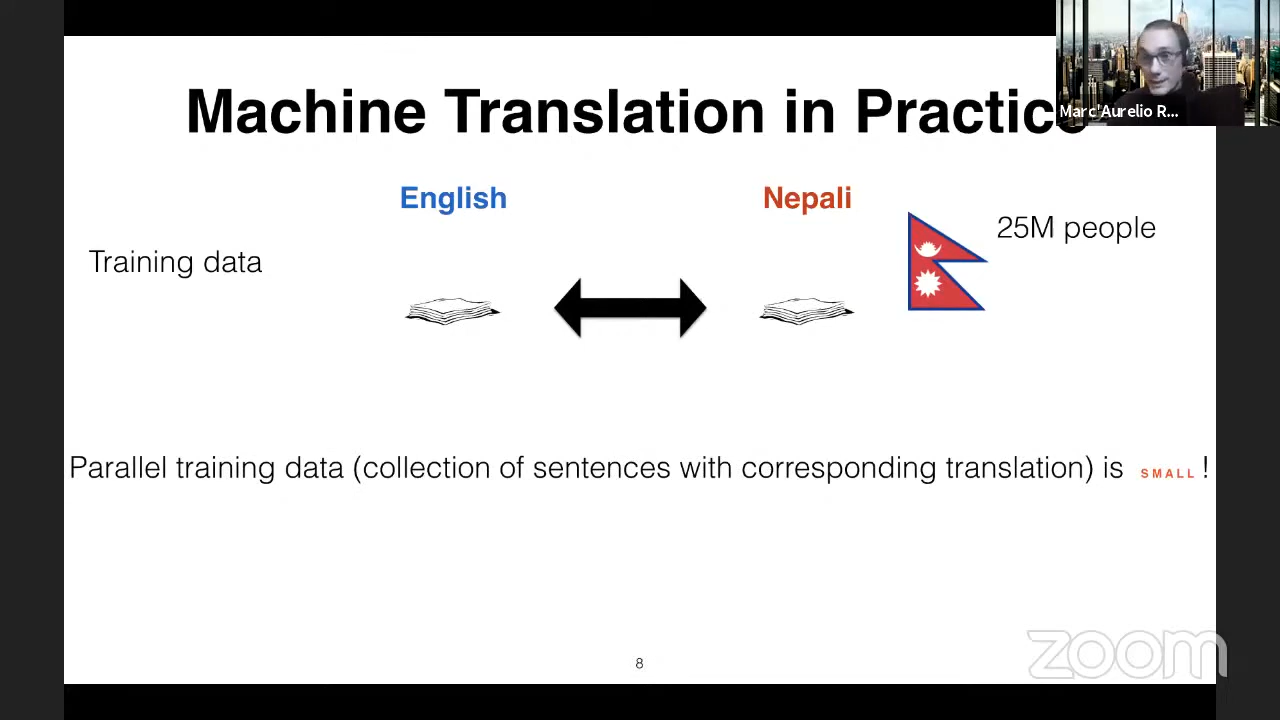 Machine Translation in Practice
Marc'Aurelio R...
English
Nepali
25M people
Training data
Parallel training data (collection of sentences with corresponding translation) is SMALL !
8
zoom